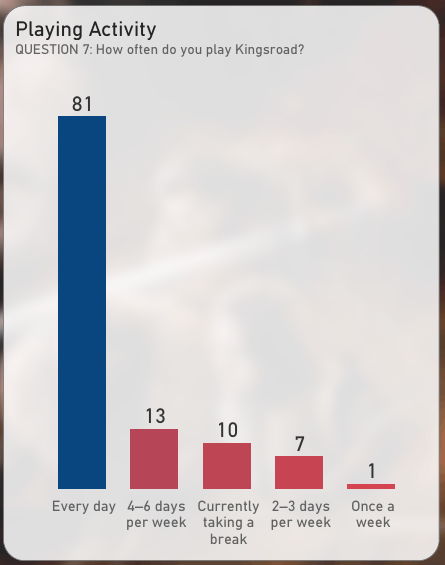 Playing Activity
QUESTION 7: How often do you play Kingsroad?
81
13
10
7
1
Every day
4–6 days
per week
Currently
taking a
break
2–3 days
per week
Once a
week